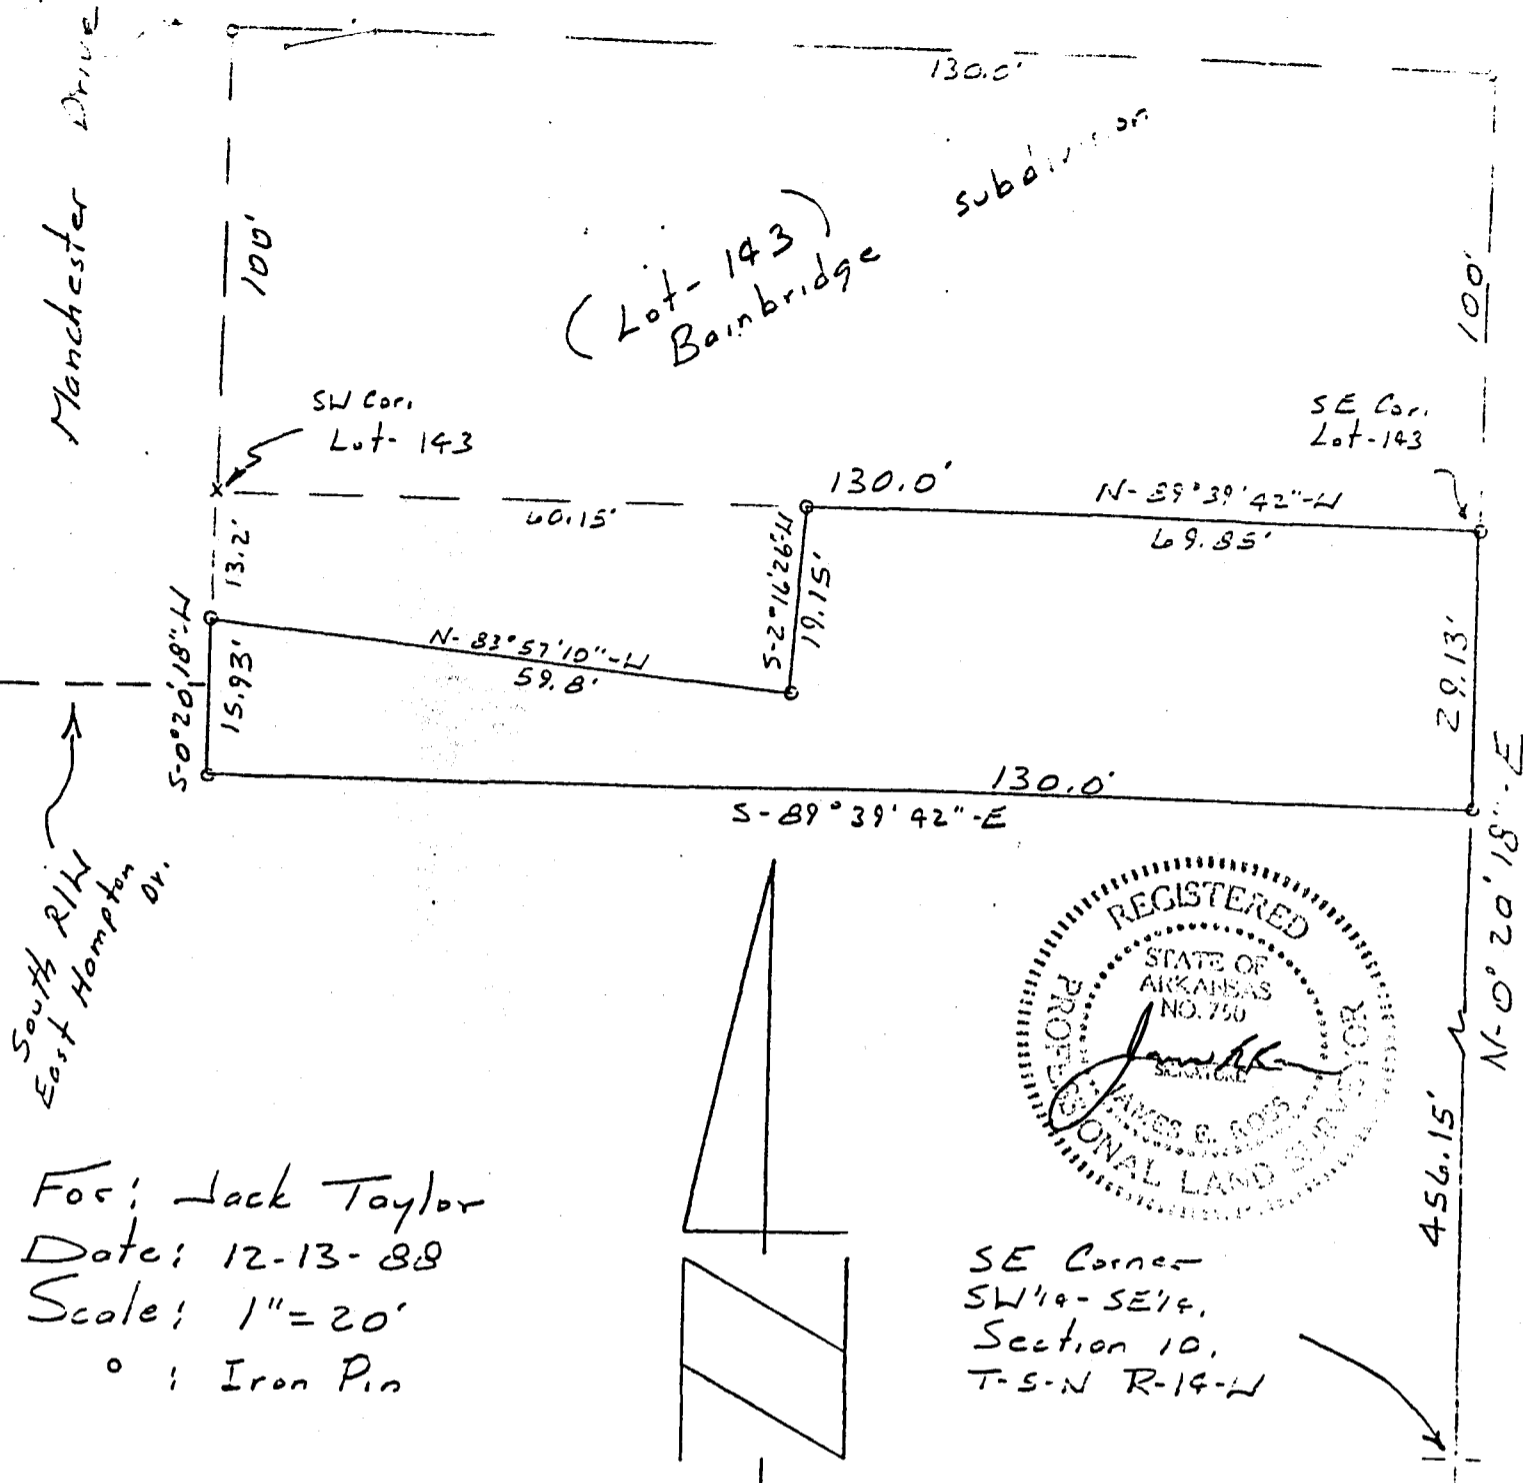 Manchester Drive
130.0'
100'
(Lot-143)
Bainbridge subdivision
100'
SW Cor.
Lot-143
SE Cor.
Lot-143
60.15'
130.0'
N-89°39'42"-W
69.85'
13.2'
S-2°16'26"-W
19.15'
S-0°20'18"-W
15.93'
N-83°57'10"-W
59.8'
29.13'
130.0'
S-89°39'42"-E
N-0°20'18"-E
456.15'
South R/W
East Hampton
Dr.
REGISTERED
PROFESSIONAL LAND SURVEYOR
STATE OF
ARKANSAS
NO. 750
SIGNATURE
JAMES R. ROSS
For: Jack Taylor
Date: 12-13-88
Scale: 1"=20'
o : Iron Pin
SE Corner
SW¼-SE¼,
Section 10,
T-5-N R-14-W